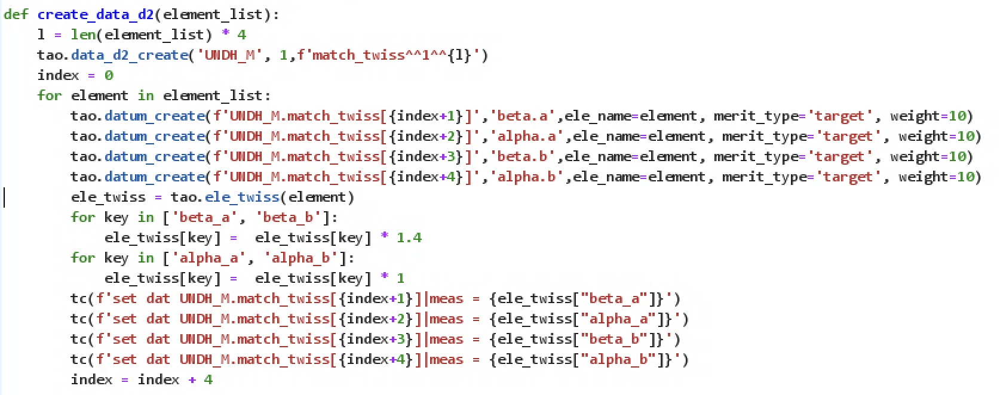 def create_data_d2(element_list):
    l = len(element_list) * 4
    tao.data_d2_create('UNDH_M', 1,f'match_twiss^^1^^{l}')
    index = 0
    for element in element_list:
        tao.datum_create(f'UNDH_M.match_twiss[{index+1}]','beta.a',ele_name=element, merit_type='target', weight=10)
        tao.datum_create(f'UNDH_M.match_twiss[{index+2}]','alpha.a',ele_name=element, merit_type='target', weight=10)
        tao.datum_create(f'UNDH_M.match_twiss[{index+3}]','beta.b',ele_name=element, merit_type='target', weight=10)
        tao.datum_create(f'UNDH_M.match_twiss[{index+4}]','alpha.b',ele_name=element, merit_type='target', weight=10)
        ele_twiss = tao.ele_twiss(element)
        for key in ['beta_a', 'beta_b']:
            ele_twiss[key] =  ele_twiss[key] * 1.4
        for key in ['alpha_a', 'alpha_b']:
            ele_twiss[key] =  ele_twiss[key] * 1
        tc(f'set dat UNDH_M.match_twiss[{index+1}]|meas = {ele_twiss["beta_a"]}')
        tc(f'set dat UNDH_M.match_twiss[{index+2}]|meas = {ele_twiss["alpha_a"]}')
        tc(f'set dat UNDH_M.match_twiss[{index+3}]|meas = {ele_twiss["beta_b"]}')
        tc(f'set dat UNDH_M.match_twiss[{index+4}]|meas = {ele_twiss["alpha_b"]}')
        index = index + 4